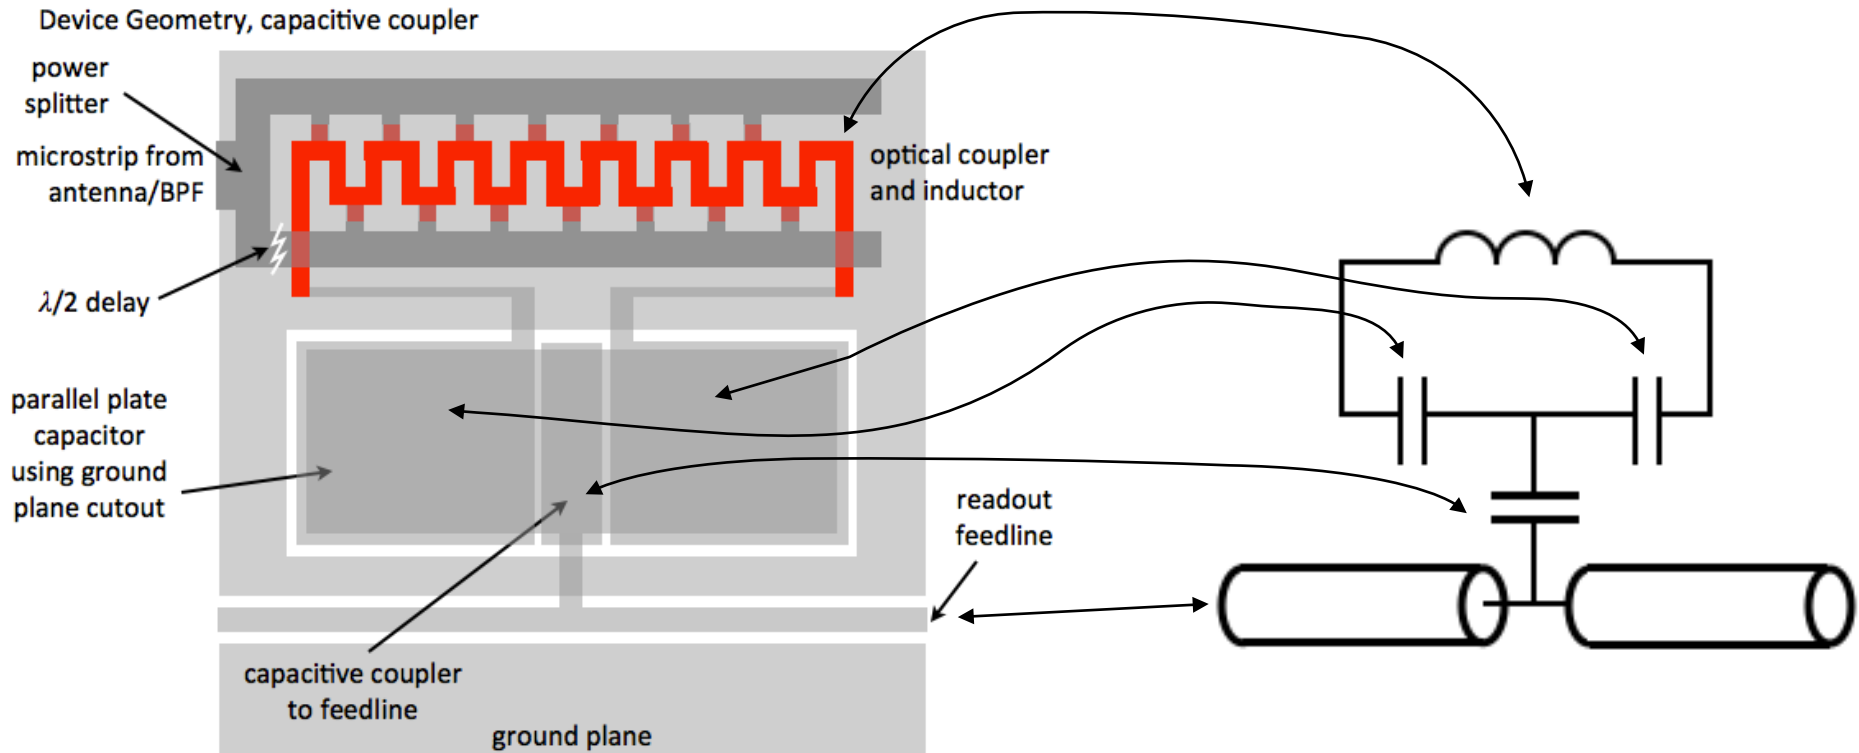 Device Geometry, capacitive coupler
power
splitter
microstrip from
antenna/BPF
λ/2 delay
optical coupler
and inductor
parallel plate
capacitor
using ground
plane cutout
readout
feedline
capacitive coupler
to feedline
ground plane